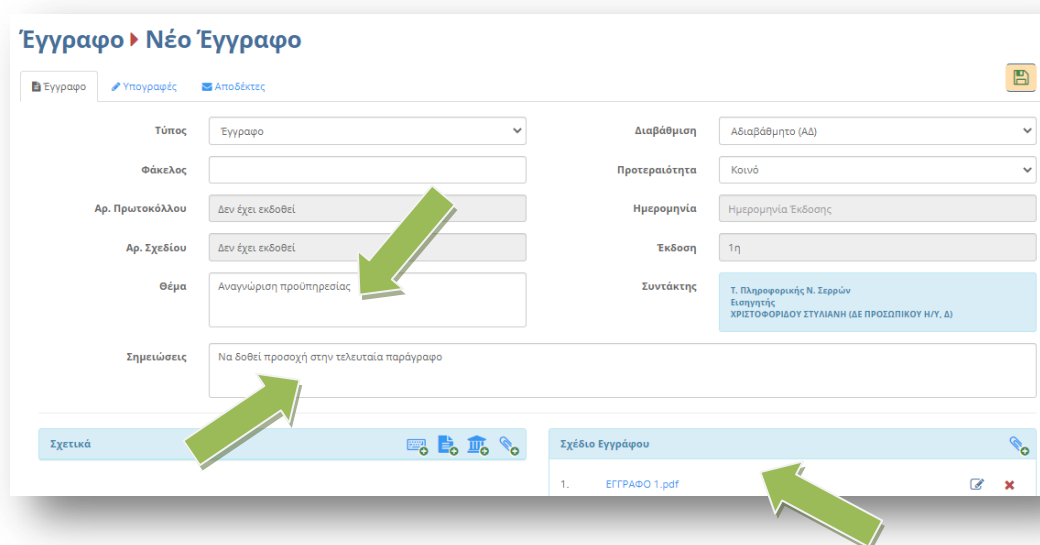 Έγγραφο Νέο Έγγραφο
Έγγραφο Υπογραφές Αποδέκτες
Τύπος Έγγραφο Διαβάθμιση Αδιαβάθμητο (ΑΔ)
Φάκελος Προτεραιότητα Κοινό
Αρ. Πρωτοκόλλου Δεν έχει εκδοθεί Ημερομηνία Ημερομηνία Έκδοσης
Αρ. Σχεδίου Δεν έχει εκδοθεί Έκδοση 1η
Θέμα Αναγνώριση προϋπηρεσίας Συντάκτης Τ. Πληροφορικής Ν. Σερρών
Εισηγητής
ΧΡΙΣΤΟΦΟΡΙΔΟΥ ΣΤΥΛΙΑΝΗ (ΔΕ ΠΡΟΣΩΠΙΚΟΥ Η/Υ, Δ)
Σημειώσεις Να δοθεί προσοχή στην τελευταία παράγραφο
Σχετικά Σχέδιο Εγγράφου
1. ΕΓΓΡΑΦΟ 1.pdf